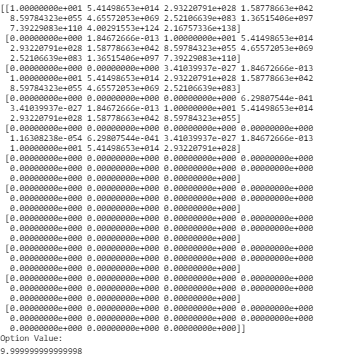 [[1.00000000e+001 5.41498653e+014 2.93220791e+028 1.58778663e+042
8.59784323e+055 4.65572053e+069 2.52106639e+083 1.36515406e+097
7.39229083e+110 4.00291553e+124 2.16757336e+138]
[0.00000000e+000 1.84672666e-013 1.00000000e+001 5.41498653e+014
2.93220791e+028 1.58778663e+042 8.59784323e+055 4.65572053e+069
2.52106639e+083 1.36515406e+097 7.39229083e+110]
[0.00000000e+000 0.00000000e+000 3.41039937e-027 1.84672666e-013
1.00000000e+001 5.41498653e+014 2.93220791e+028 1.58778663e+042
8.59784323e+055 4.65572053e+069 2.52106639e+083]
[0.00000000e+000 0.00000000e+000 0.00000000e+000 6.29807544e-041
3.41039937e-027 1.84672666e-013 1.00000000e+001 5.41498653e+014
2.93220791e+028 1.58778663e+042 8.59784323e+055]
[0.00000000e+000 0.00000000e+000 0.00000000e+000 0.00000000e+000
1.16308238e-054 6.29807544e-041 3.41039937e-027 1.84672666e-013
1.00000000e+001 5.41498653e+014 2.93220791e+028]
[0.00000000e+000 0.00000000e+000 0.00000000e+000 0.00000000e+000
0.00000000e+000 0.00000000e+000 0.00000000e+000 0.00000000e+000
0.00000000e+000 0.00000000e+000 0.00000000e+000]
[0.00000000e+000 0.00000000e+000 0.00000000e+000 0.00000000e+000
0.00000000e+000 0.00000000e+000 0.00000000e+000 0.00000000e+000
0.00000000e+000 0.00000000e+000 0.00000000e+000]
[0.00000000e+000 0.00000000e+000 0.00000000e+000 0.00000000e+000
0.00000000e+000 0.00000000e+000 0.00000000e+000 0.00000000e+000
0.00000000e+000 0.00000000e+000 0.00000000e+000]
[0.00000000e+000 0.00000000e+000 0.00000000e+000 0.00000000e+000
0.00000000e+000 0.00000000e+000 0.00000000e+000 0.00000000e+000
0.00000000e+000 0.00000000e+000 0.00000000e+000]
[0.00000000e+000 0.00000000e+000 0.00000000e+000 0.00000000e+000
0.00000000e+000 0.00000000e+000 0.00000000e+000 0.00000000e+000
0.00000000e+000 0.00000000e+000 0.00000000e+000]
[0.00000000e+000 0.00000000e+000 0.00000000e+000 0.00000000e+000
0.00000000e+000 0.00000000e+000 0.00000000e+000 0.00000000e+000
0.00000000e+000 0.00000000e+000 0.00000000e+000]]
Option Value:
9.999999999999998